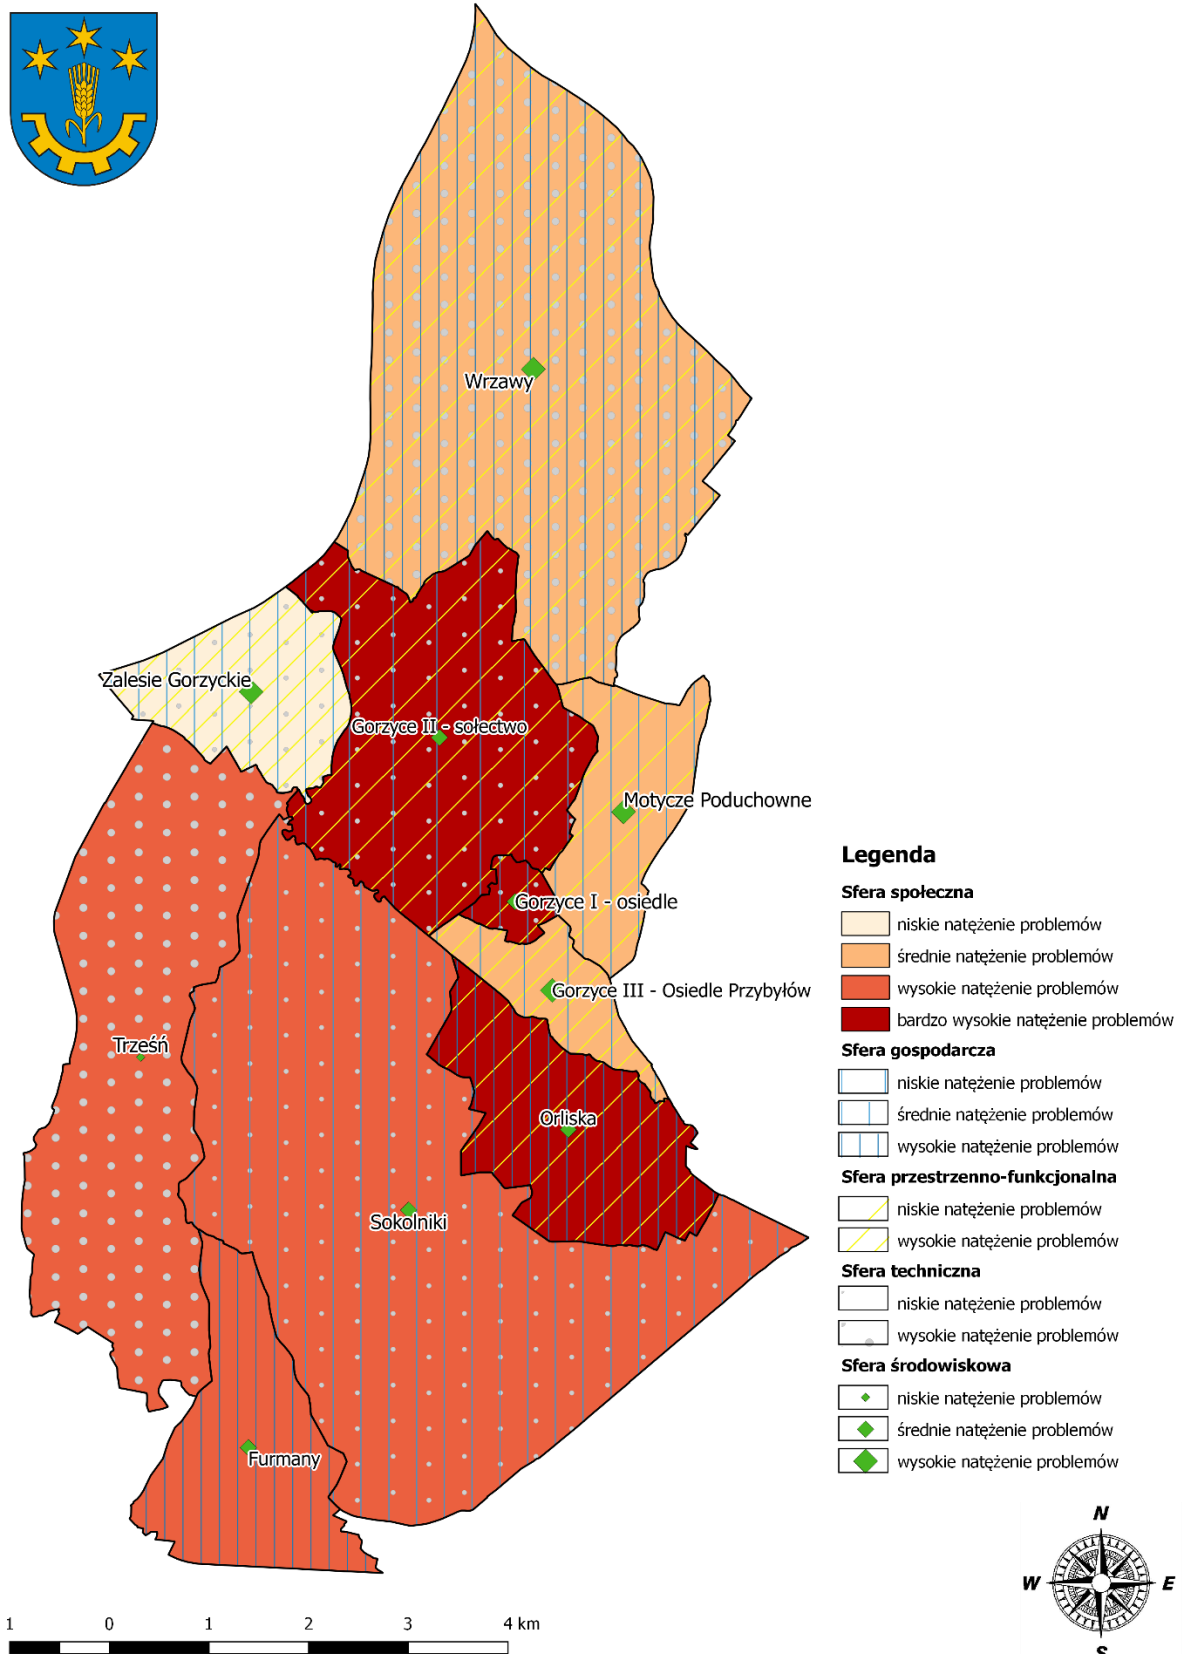 Wrzawy
Zalesie Gorzyckie
Gorzyce II - sołectwo
Motycze Poduchowne
Gorzyce I - osiedle
Gorzyce III - Osiedle Przybyłów
Trześń
Orliska
Sokolniki
Furmany
Legenda
Sfera społeczna
niskie natężenie problemów
średnie natężenie problemów
wysokie natężenie problemów
bardzo wysokie natężenie problemów
Sfera gospodarcza
niskie natężenie problemów
średnie natężenie problemów
wysokie natężenie problemów
Sfera przestrzenno-funkcjonalna
niskie natężenie problemów
wysokie natężenie problemów
Sfera techniczna
niskie natężenie problemów
wysokie natężenie problemów
Sfera środowiskowa
niskie natężenie problemów
średnie natężenie problemów
wysokie natężenie problemów
N
W E
S
1 0 1 2 3 4 km